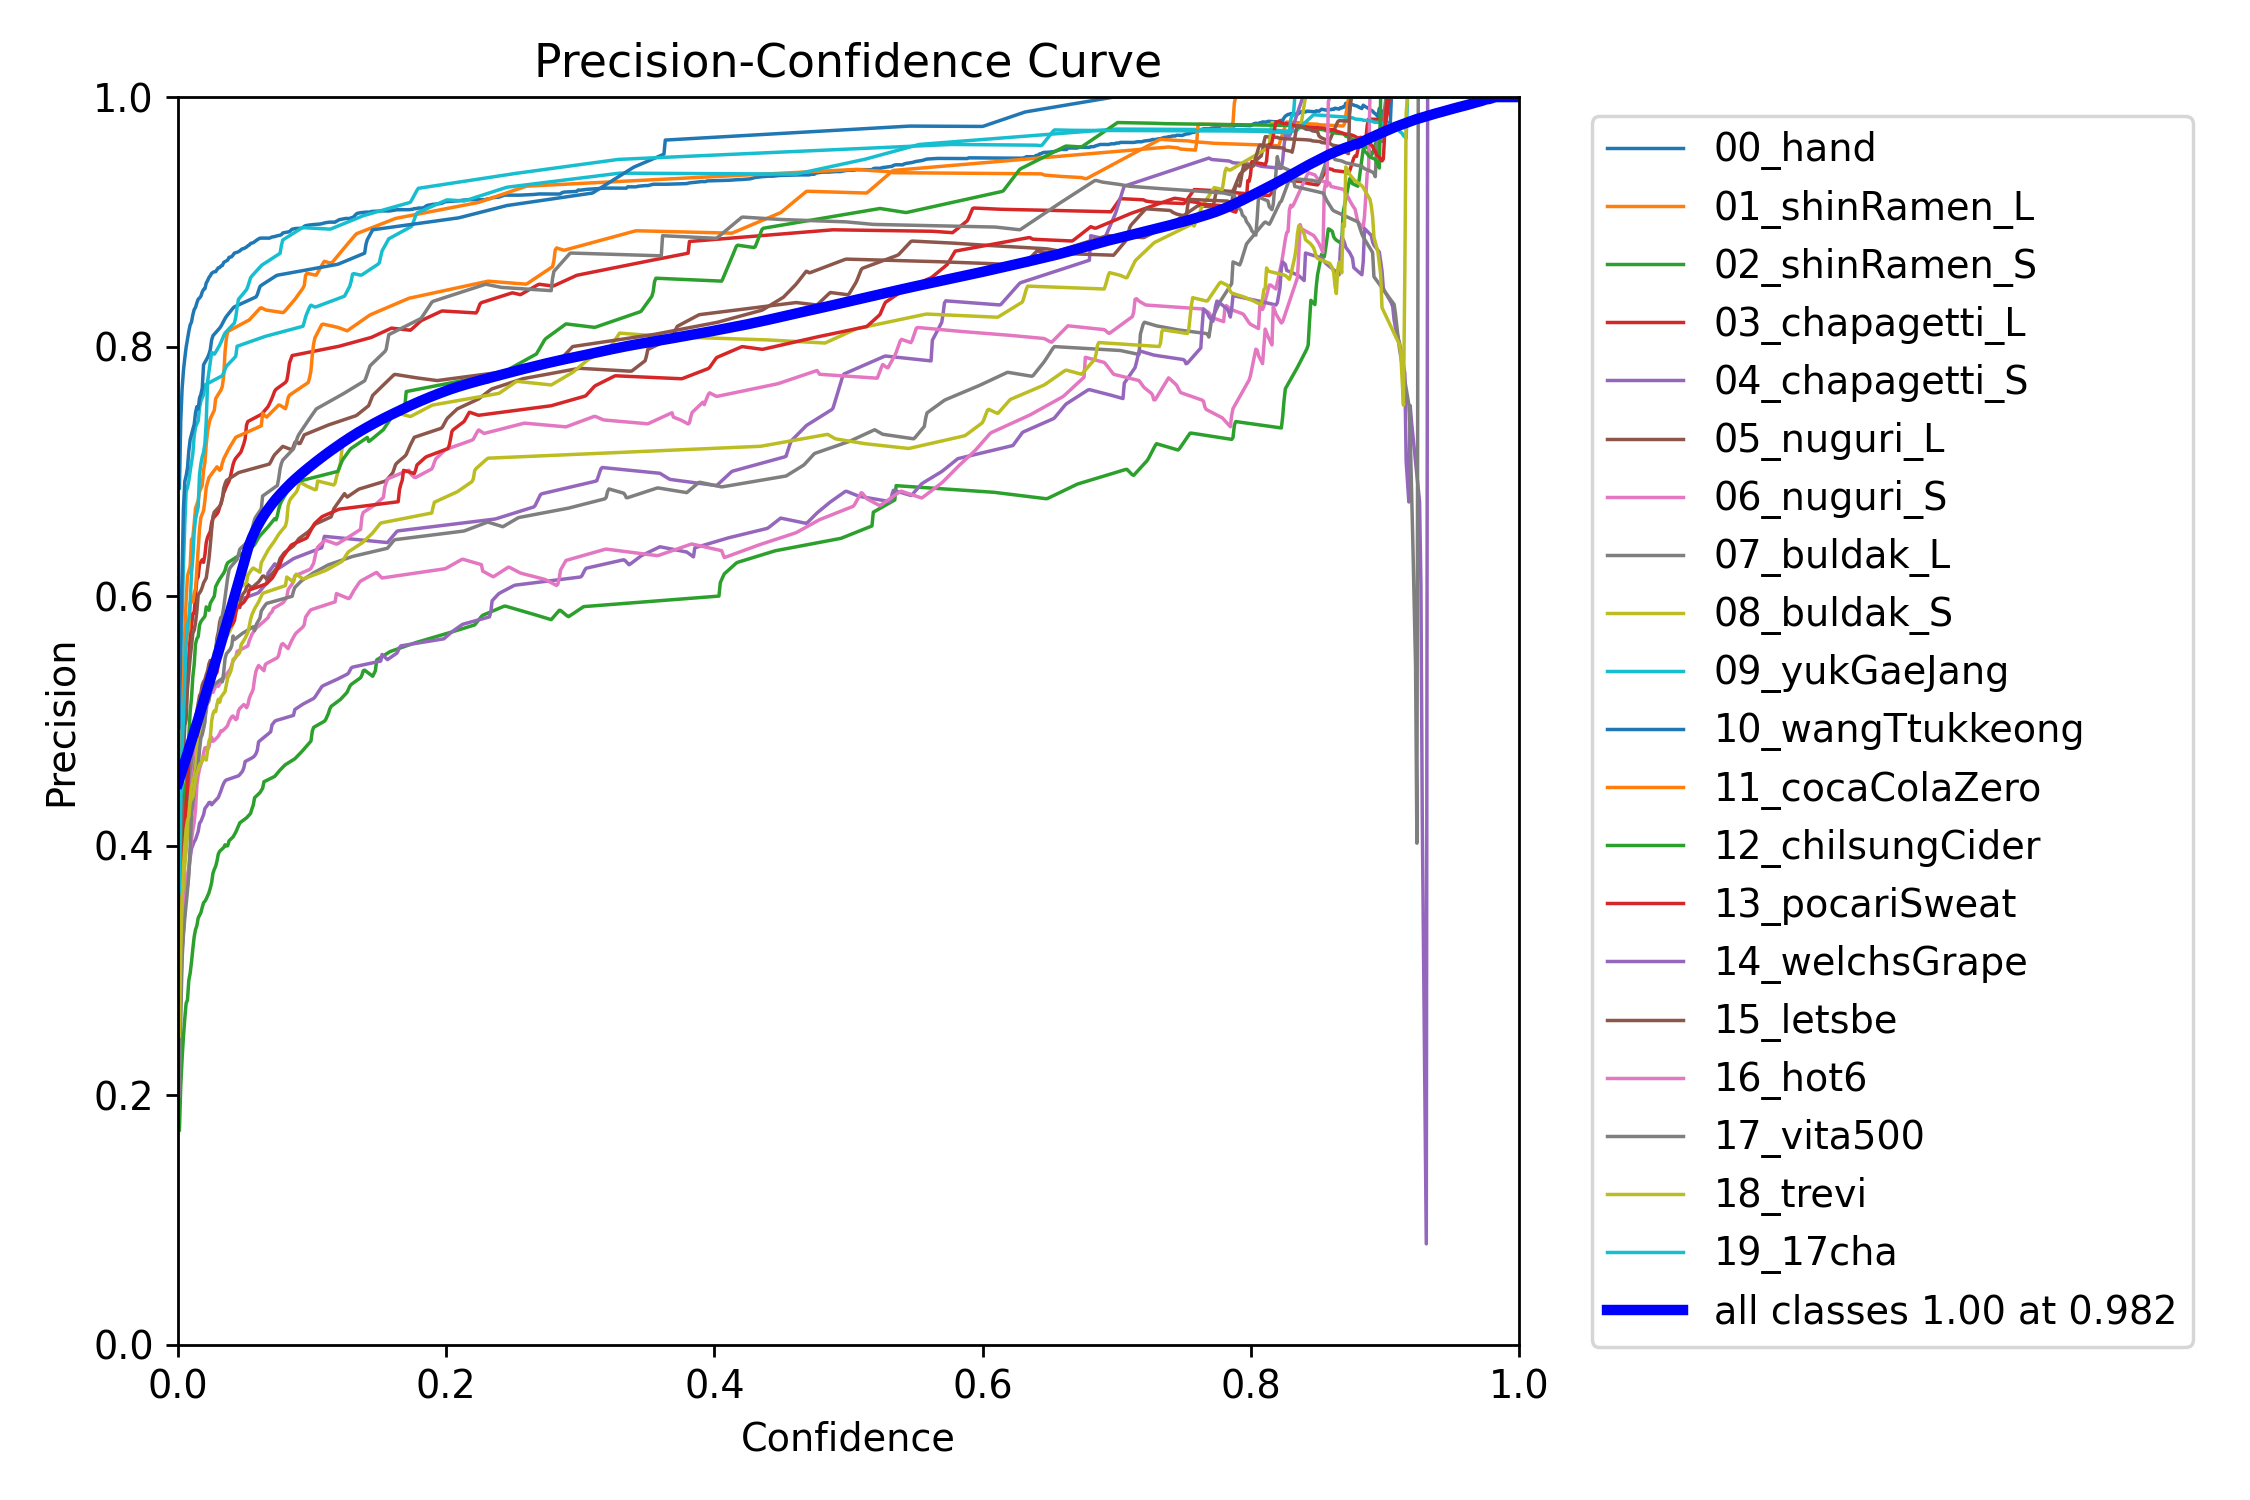 Precision-Confidence Curve
1.0
0.8
0.6
0.4
0.2
0.0
Precision
0.0 0.2 0.4 0.6 0.8 1.0
Confidence
00_hand
01_shinRamen_L
02_shinRamen_S
03_chapagetti_L
04_chapagetti_S
05_nuguri_L
06_nuguri_S
07_buldak_L
08_buldak_S
09_yukGaeJang
10_wangTtukkeong
11_cocaColaZero
12_chilsungCider
13_pocariSweat
14_welchsGrape
15_letsbe
16_hot6
17_vita500
18_trevi
19_17cha
all classes 1.00 at 0.982